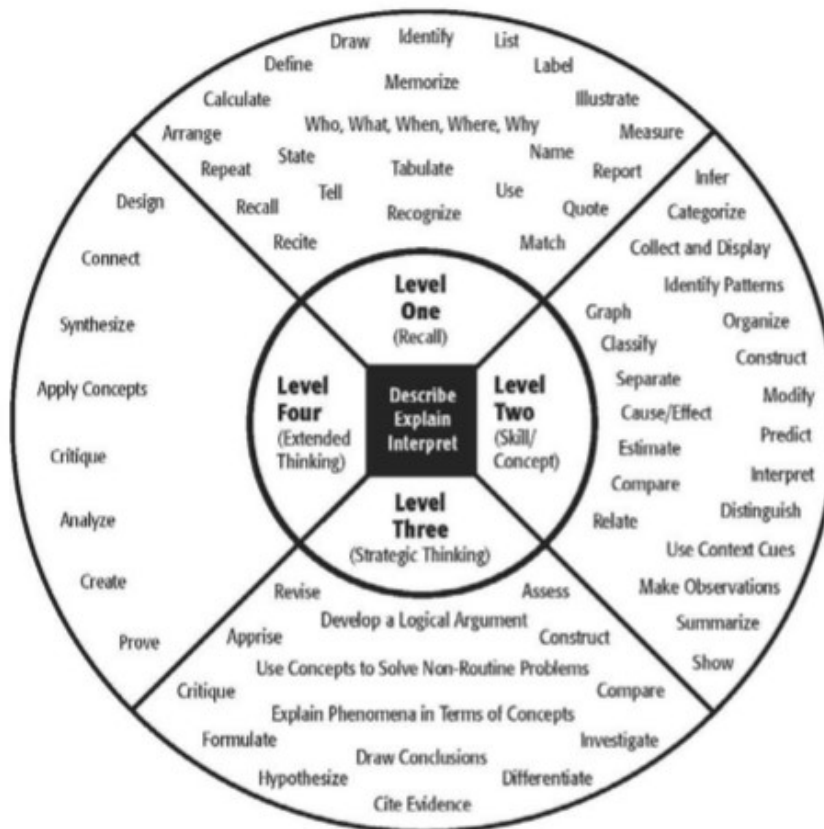 Draw
Identify
List
Define
Label
Memorize
Calculate
Illustrate
Arrange
Who, What, When, Where, Why
Measure
State
Name
Repeat
Tabulate
Report
Tell
Use
Recall
Recognize
Quote
Recite
Match
Infer
Categorize
Collect and Display
Identify Patterns
Graph
Organize
Classify
Construct
Separate
Modify
Cause/Effect
Predict
Estimate
Interpret
Compare
Distinguish
Relate
Use Context Cues
Make Observations
Summarize
Show
Design
Connect
Synthesize
Apply Concepts
Critique
Analyze
Create
Prove
Level
One
(Recall)
Level
Four
(Extended
Thinking)
Describe
Explain
Interpret
Level
Two
(Skill/
Concept)
Level
Three
(Strategic Thinking)
Revise
Assess
Develop a Logical Argument
Apprise
Construct
Use Concepts to Solve Non-Routine Problems
Critique
Compare
Explain Phenomena in Terms of Concepts
Formulate
Investigate
Draw Conclusions
Hypothesize
Differentiate
Cite Evidence